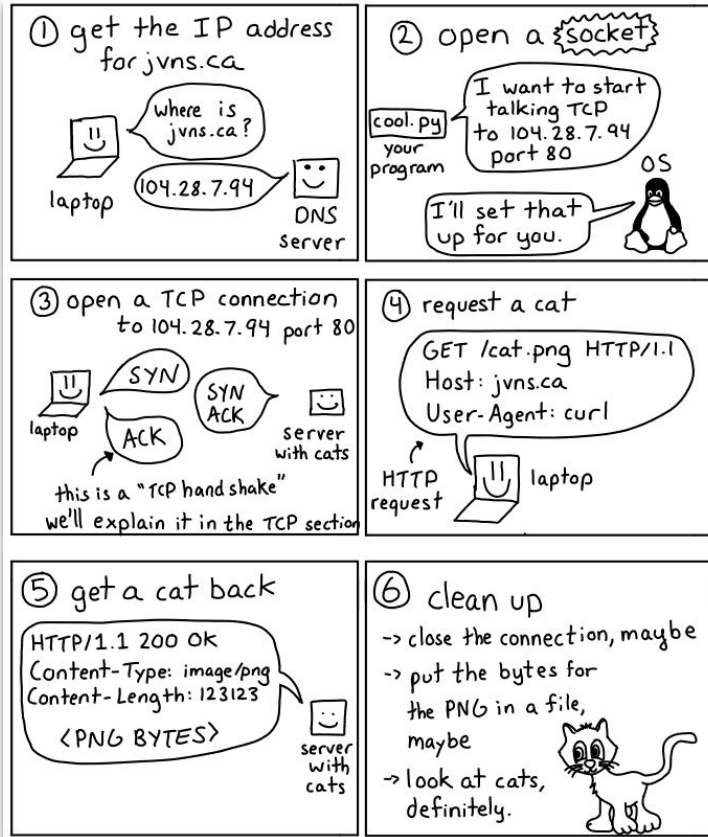 ① get the IP address
for jvns.ca
where is
jvns.ca?
laptop
104.28.7.94
DNS
server
② open a socket
I want to start
talking TCP
to 104.28.7.94
port 80
cool.py
your
program
OS
I'll set that
up for you.
③ open a TCP connection
to 104.28.7.94 port 80
SYN
laptop
SYN
ACK
server
with cats
ACK
this is a "TCP handshake"
we'll explain it in the TCP section
④ request a cat
GET /cat.png HTTP/1.1
Host: jvns.ca
User-Agent: curl
HTTP
request
laptop
⑤ get a cat back
HTTP/1.1 200 OK
Content-Type: image/png
Content-Length: 123123
<PNG BYTES>
server
with
cats
⑥ clean up
-> close the connection, maybe
-> put the bytes for
the PNG in a file,
maybe
-> look at cats,
definitely.